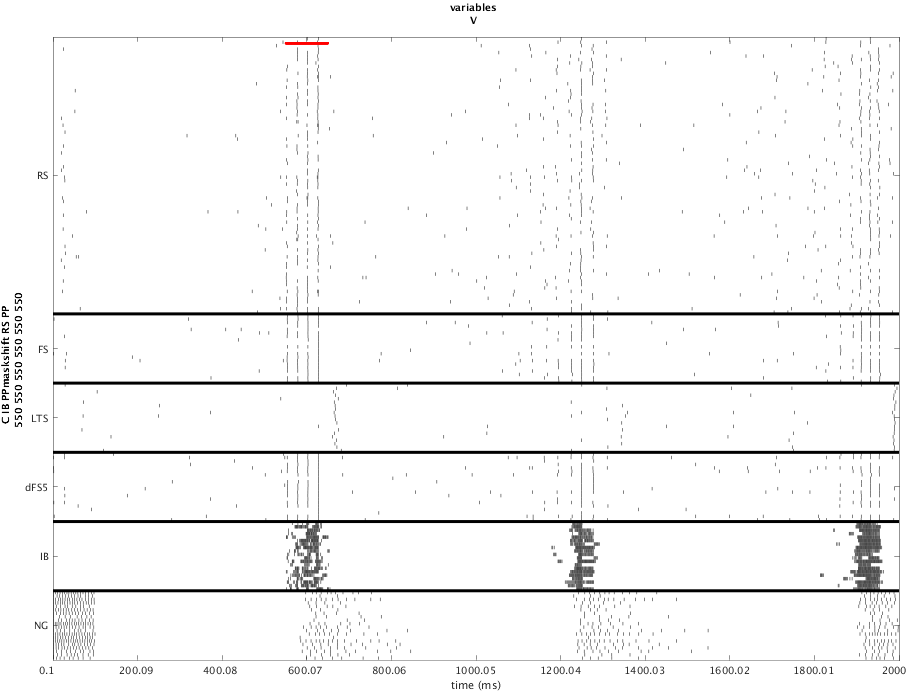 variables
V
RS
FS
LTS
dFS5
IB
NG
C IB PPmaskshift RS PP
550 550 550 550 550 550
0.1 200.09 400.08 600.07 800.06 1000.05 1200.04 1400.03 1600.02 1800.01 2000
time (ms)